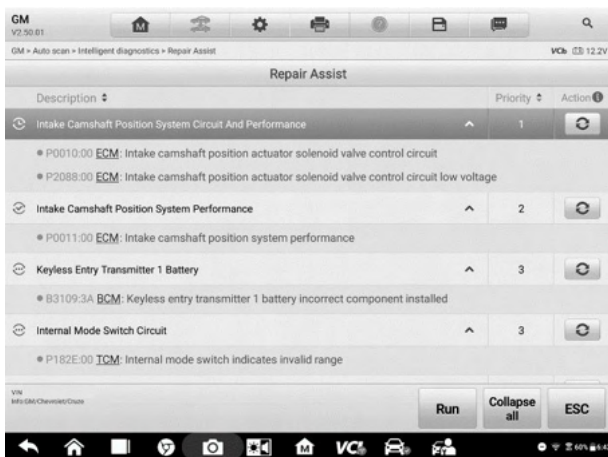 GM
V2.50.01
M
GM > Auto scan > Intelligent diagnostics > Repair Assist
VCI 12.2V
Repair Assist
Description Priority Action
Intake Camshaft Position System Circuit And Performance 1
P0010:00 ECM: Intake camshaft position actuator solenoid valve control circuit
P2088:00 ECM: Intake camshaft position actuator solenoid valve control circuit low voltage
Intake Camshaft Position System Performance 2
P0011:00 ECM: Intake camshaft position system performance
Keyless Entry Transmitter 1 Battery 3
B3109:3A BCM: Keyless entry transmitter 1 battery incorrect component installed
Internal Mode Switch Circuit 3
P182E:00 TCM: Internal mode switch indicates invalid range
VIN
Info:GM/Chevrolet/Cruze
Run
Collapse all
ESC
M VCI
60%